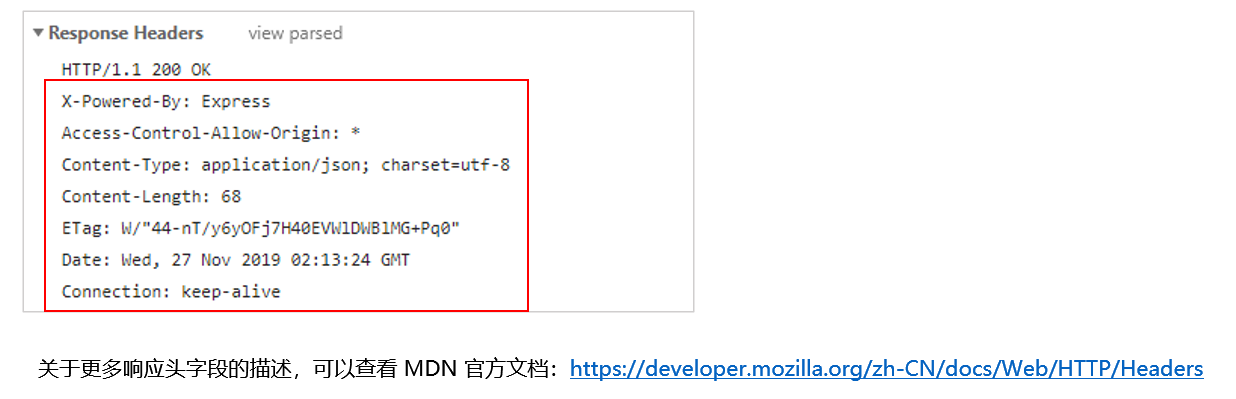 Response Headers view parsed
HTTP/1.1 200 OK
X-Powered-By: Express
Access-Control-Allow-Origin: *
Content-Type: application/json; charset=utf-8
Content-Length: 68
ETag: W/"44-nT/y6yOFj7H40EVWlDWBlMG+Pq0"
Date: Wed, 27 Nov 2019 02:13:24 GMT
Connection: keep-alive
关于更多响应头字段的描述，可以查看 MDN 官方文档：https://developer.mozilla.org/zh-CN/docs/Web/HTTP/Headers